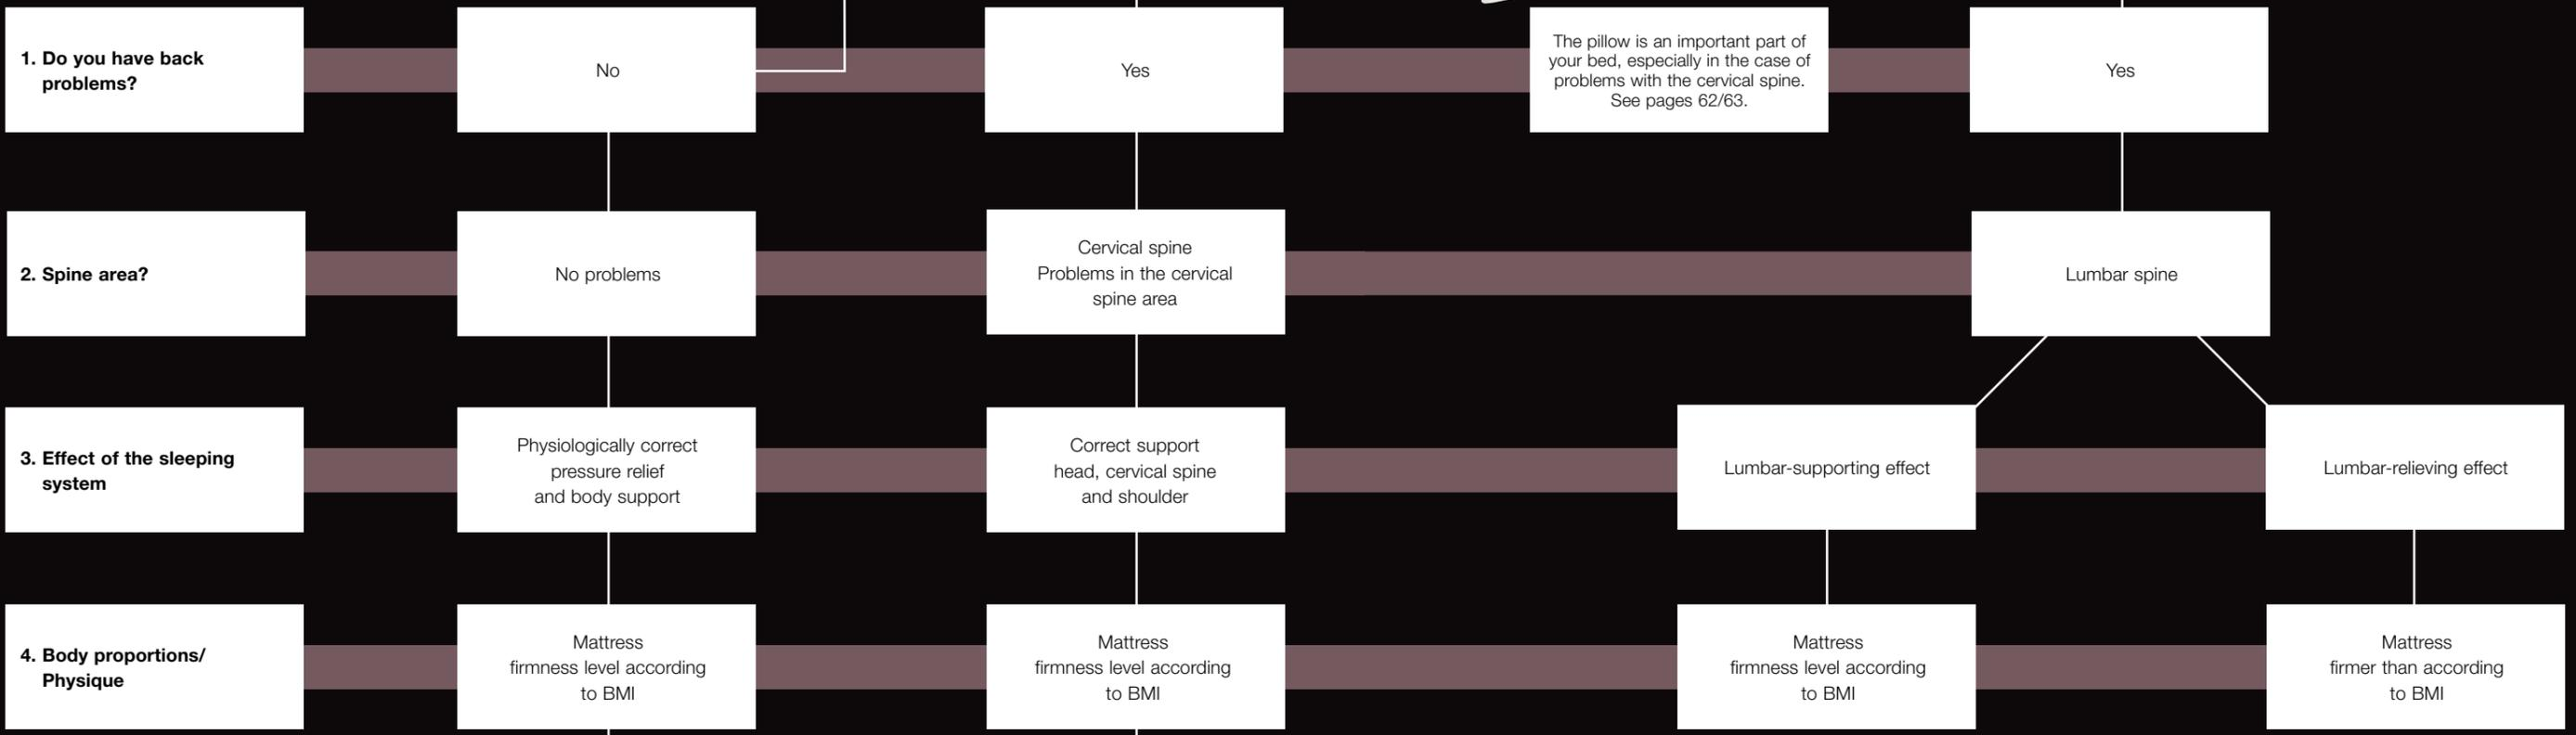 1. Do you have back
problems?
No
Yes
The pillow is an important part of
your bed, especially in the case of
problems with the cervical spine.
See pages 62/63.
Yes
2. Spine area?
No problems
Cervical spine
Problems in the cervical
spine area
Lumbar spine
3. Effect of the sleeping
system
Physiologically correct
pressure relief
and body support
Correct support
head, cervical spine
and shoulder
Lumbar-supporting effect
Lumbar-relieving effect
4. Body proportions/
Physique
Mattress
firmness level according
to BMI
Mattress
firmness level according
to BMI
Mattress
firmness level according
to BMI
Mattress
firmer than according
to BMI